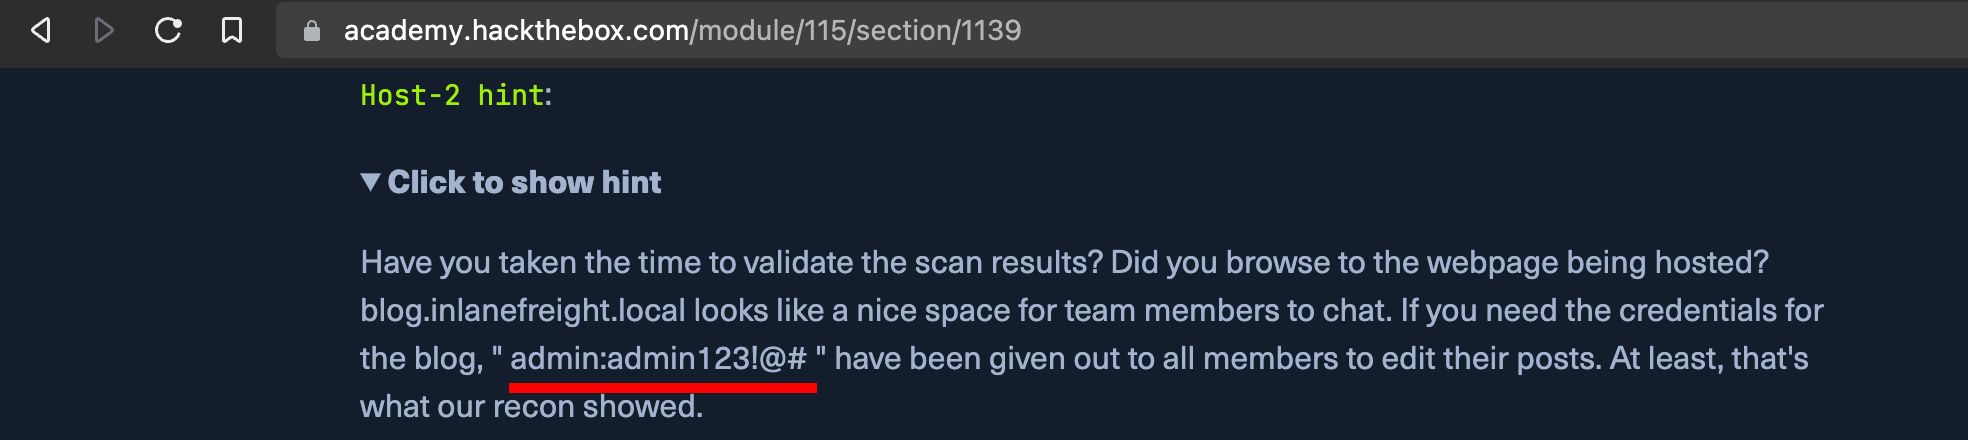 academy.hackthebox.com/module/115/section/1139
Host-2 hint:
Click to show hint
Have you taken the time to validate the scan results? Did you browse to the webpage being hosted?
blog.inlanefreight.local looks like a nice space for team members to chat. If you need the credentials for
the blog, " admin:admin123!@# " have been given out to all members to edit their posts. At least, that's
what our recon showed.